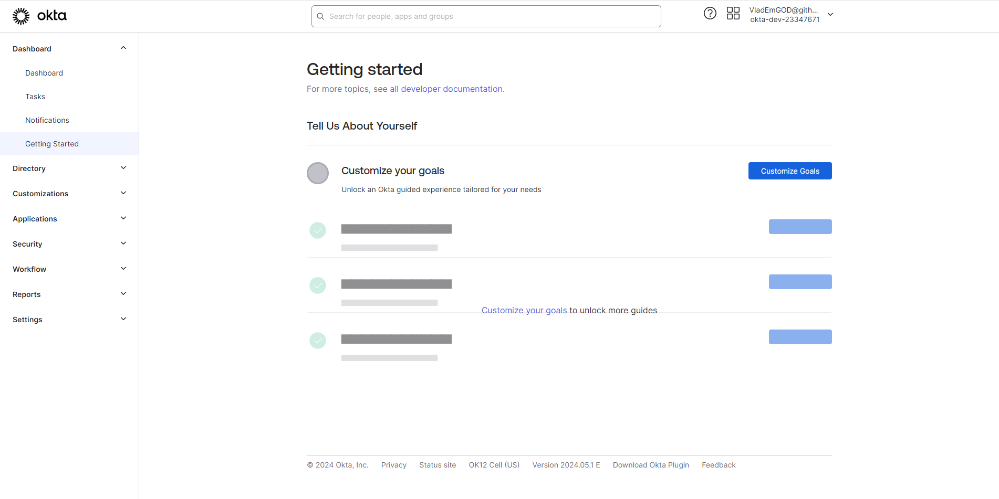 okta
Search for people, apps and groups
VladEmGOD@gith...
okta-dev-23347671
Dashboard
Dashboard
Tasks
Notifications
Getting Started
Directory
Customizations
Applications
Security
Workflow
Reports
Settings
Getting started
For more topics, see all developer documentation.
Tell Us About Yourself
Customize your goals
Customize Goals
Unlock an Okta guided experience tailored for your needs
Customize your goals to unlock more guides
© 2024 Okta, Inc. Privacy Status site OK12 Cell (US) Version 2024.05.1 E Download Okta Plugin Feedback